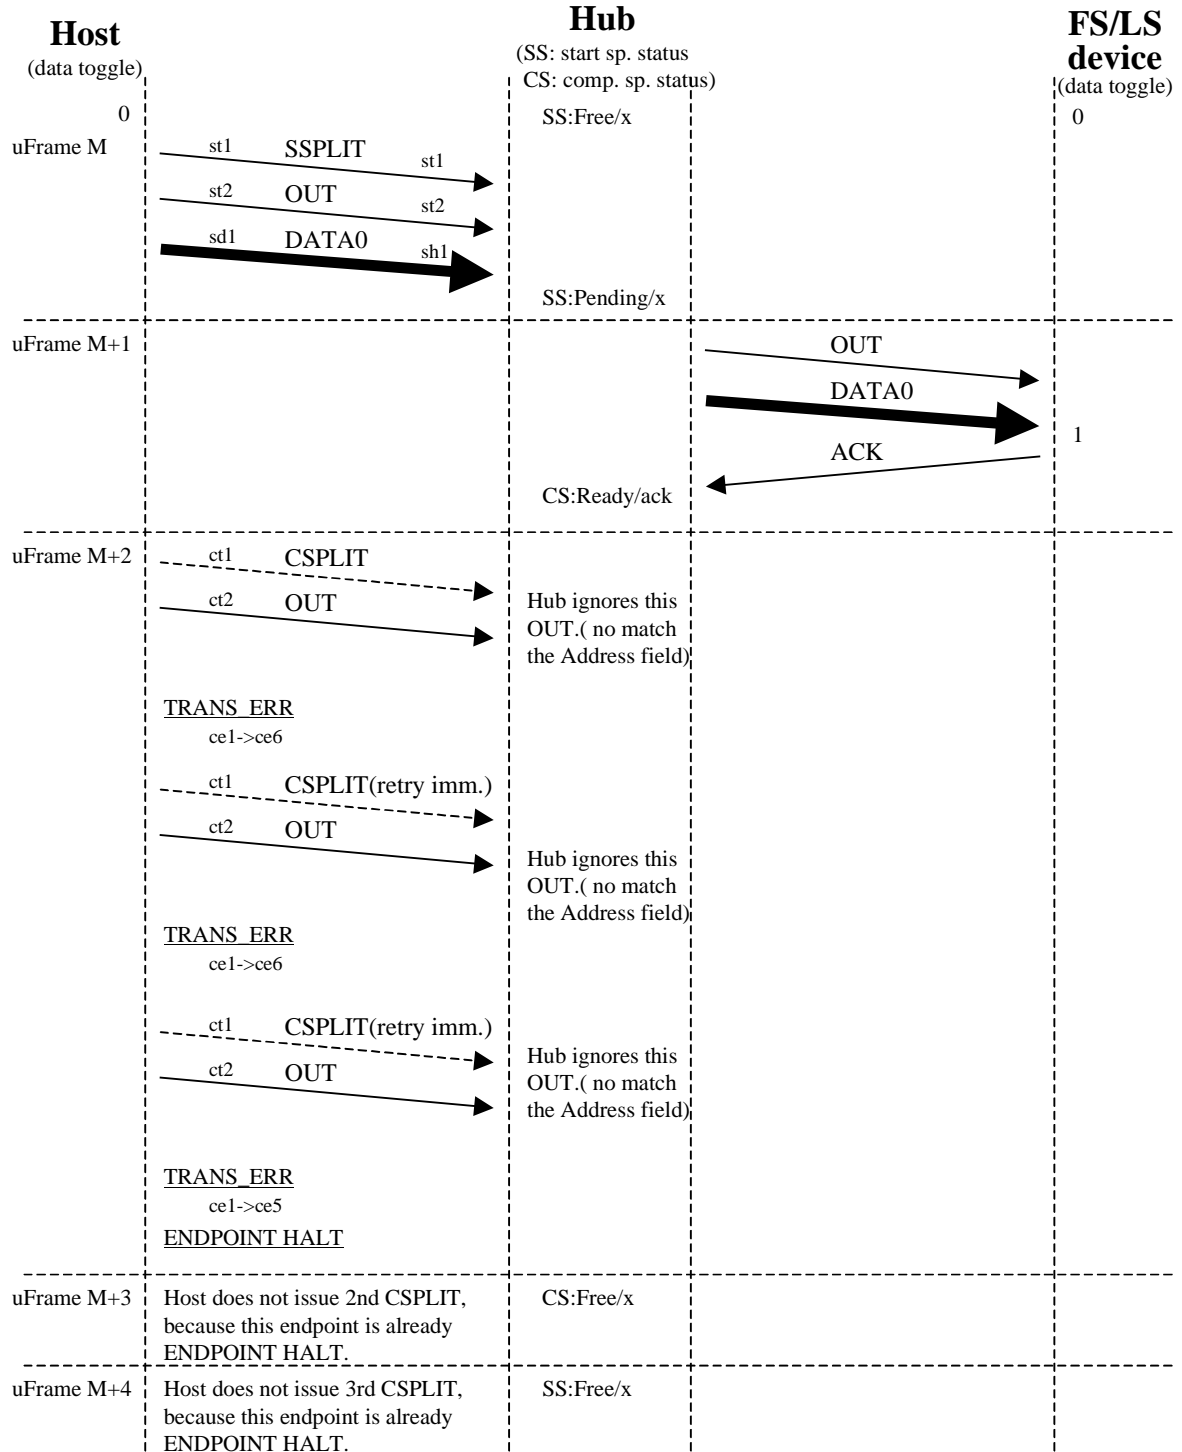 Host
(data toggle)
Hub
(SS: start sp. status
CS: comp. sp. status)
FS/LS
device
(data toggle)
0
SS:Free/x
0
uFrame M
st1 SSPLIT st1
st2 OUT st2
sd1 DATA0 sh1
SS:Pending/x
uFrame M+1
OUT
DATA0
1
ACK
CS:Ready/ack
uFrame M+2
ct1 CSPLIT
ct2 OUT
Hub ignores this
OUT.( no match
the Address field)
TRANS_ERR
ce1->ce6
ct1 CSPLIT(retry imm.)
ct2 OUT
Hub ignores this
OUT.( no match
the Address field)
TRANS_ERR
ce1->ce6
ct1 CSPLIT(retry imm.)
ct2 OUT
Hub ignores this
OUT.( no match
the Address field)
TRANS_ERR
ce1->ce5
ENDPOINT HALT
uFrame M+3
Host does not issue 2nd CSPLIT,
because this endpoint is already
ENDPOINT HALT.
CS:Free/x
uFrame M+4
Host does not issue 3rd CSPLIT,
because this endpoint is already
ENDPOINT HALT.
SS:Free/x